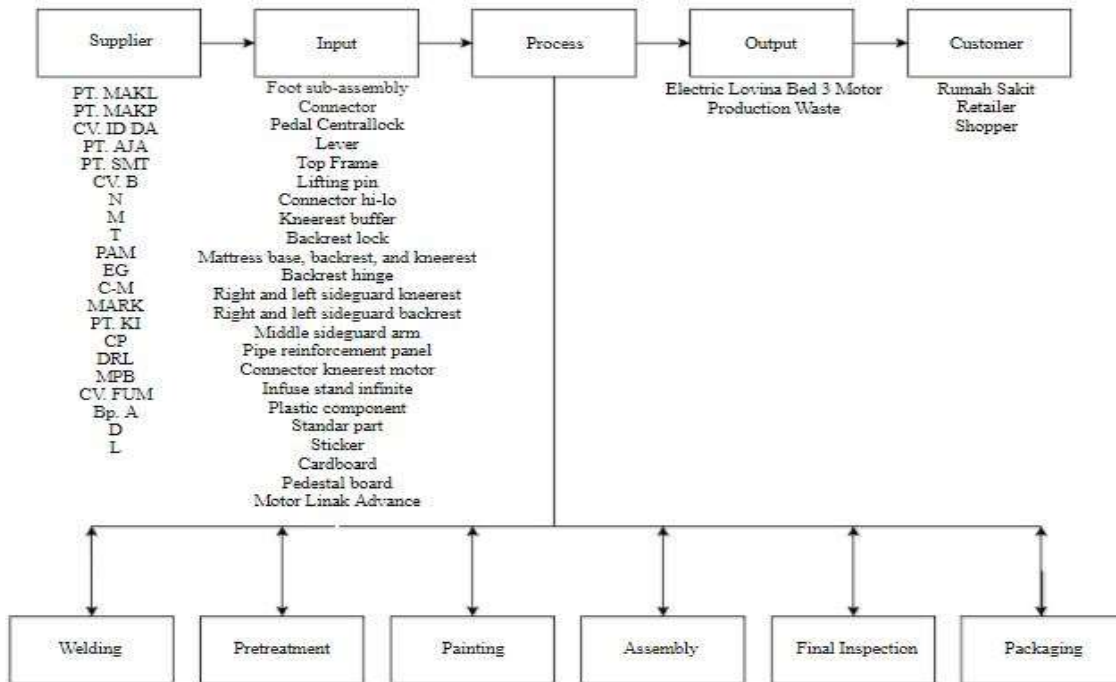 Supplier
Input
Process
Output
Customer
PT. MAKL
PT. MAKP
CV. ID DA
PT. AJA
PT. SMT
CV. B
N
M
T
PAM
EG
C-M
MARK
PT. KI
CP
DRL
MPB
CV. FUM
Bp. A
D
L
Foot sub-assembly
Connector
Pedal Centrallock
Lever
Top Frame
Lifting pin
Connector hi-lo
Kneerest buffer
Backrest lock
Mattress base, backrest, and kneerest
Backrest hinge
Right and left sideguard kneerest
Right and left sideguard backrest
Middle sideguard arm
Pipe reinforcement panel
Connector kneerest motor
Infuse stand infinite
Plastic component
Standar part
Sticker
Cardboard
Pedestal board
Motor Linak Advance
Electric Lovina Bed 3 Motor
Production Waste
Rumah Sakit
Retailer
Shopper
Welding
Pretreatment
Painting
Assembly
Final Inspection
Packaging